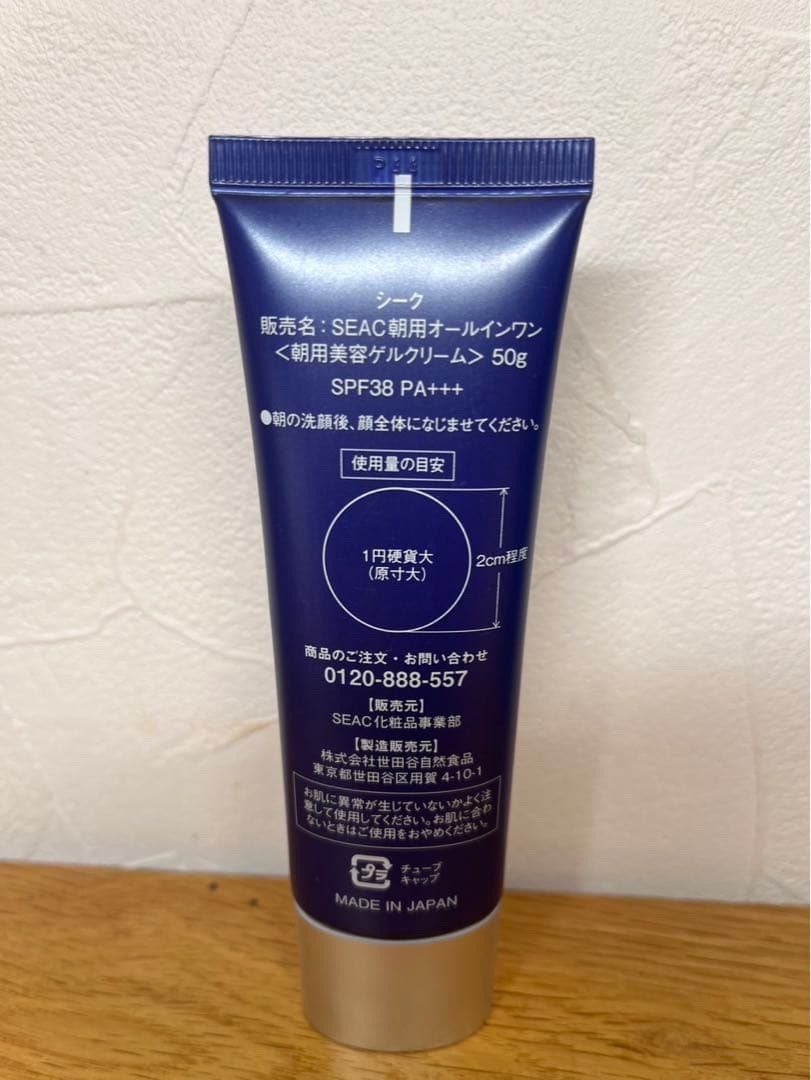 シーク
販売名：SEAC朝用オールインワン
＜朝用美容ゲルクリーム＞ 50g
SPF38 PA+++
●朝の洗顔後、顔全体になじませてください。
使用量の目安
1円硬貨大
（原寸大）
2cm程度
商品のご注文・お問い合わせ
0120-888-557
【販売元】
SEAC化粧品事業部
【製造販売元】
株式会社世田谷自然食品
東京都世田谷区用賀 4-10-1
お肌に異常が生じていないかよく注
意して使用してください。お肌に合わ
ないときはご使用をおやめください。
プラ
チューブ
キャップ
MADE IN JAPAN